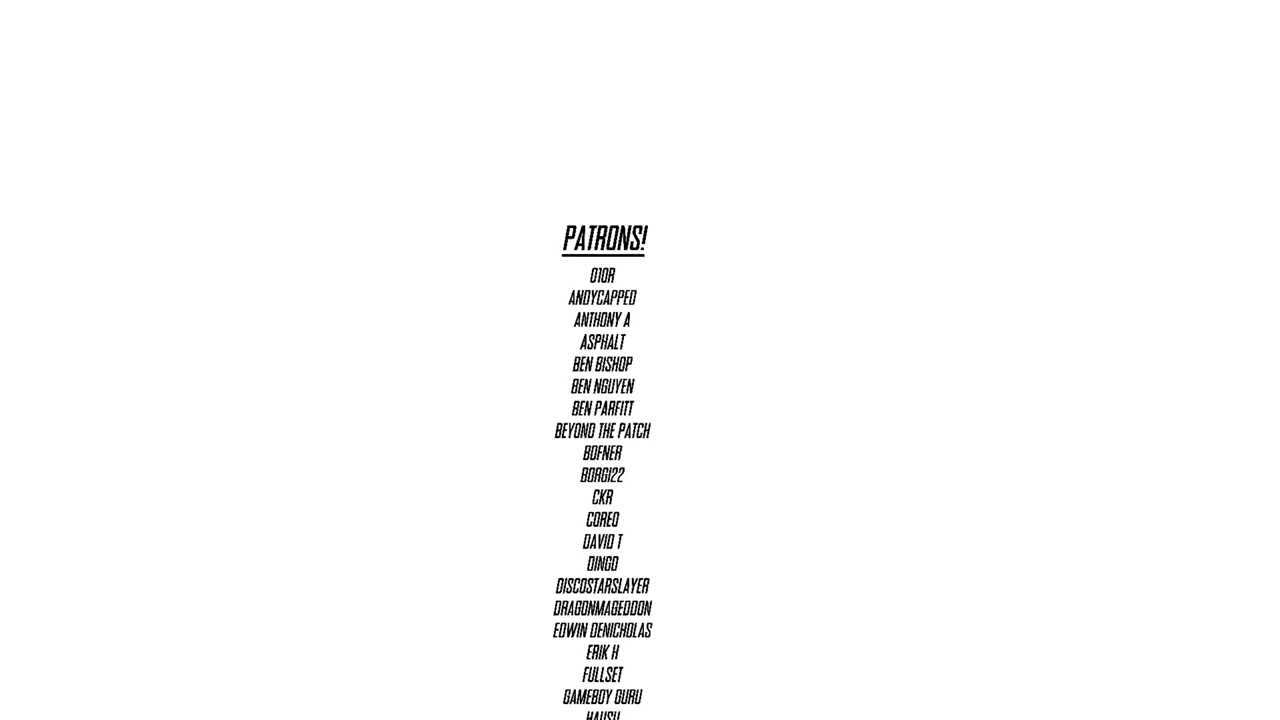 PATRONS!
010R
ANDYCAPPED
ANTHONY A
ASPHALT
BEN BISHOP
BEN NGUYEN
BEN PARFITT
BEYOND THE PATCH
BOFNER
BORGI22
CKR
COREO
DAVID T
DINGO
DISCOSTARSLAYER
DRAGONMAGEDDON
EDWIN DENICHOLAS
ERIK H
FULLSET
GAMEBOY GURU